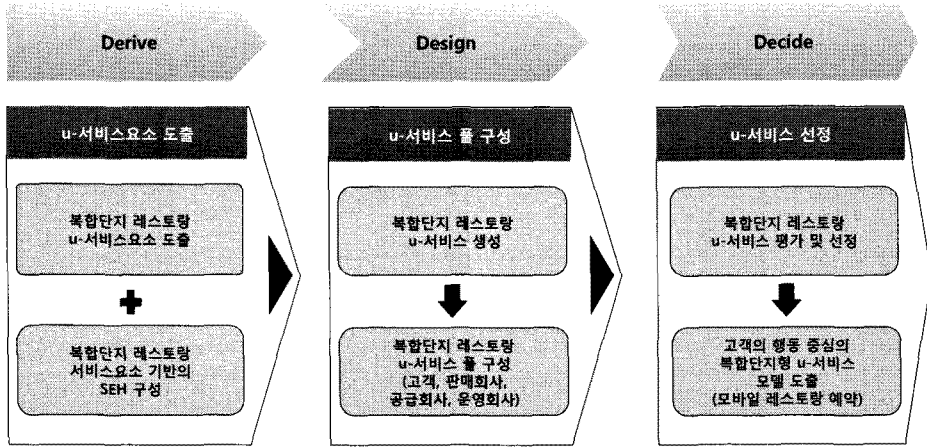 Derive
Design
Decide
u-서비스요소 도출
u-서비스 풀 구성
u-서비스 선정
복합단지 레스토랑
u-서비스요소 도출
복합단지 레스토랑
서비스요소 기반의
SEH 구성
복합단지 레스토랑
u-서비스 생성
복합단지 레스토랑
u-서비스 풀 구성
(고객, 판매회사,
공급회사, 운영회사)
복합단지 레스토랑
u-서비스 평가 및 선정
고객의 행동 중심의
복합단지형 u-서비스
모델 도출
(모바일 레스토랑 예약)